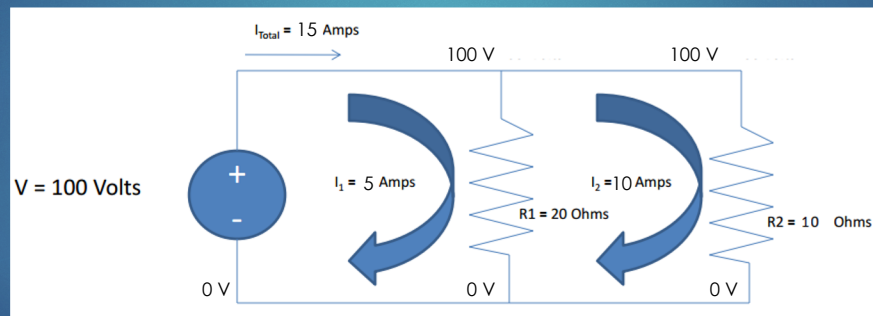 I_Total = 15 Amps
100 V
100 V
+
V = 100 Volts
I₁ = 5 Amps
I₂ =10 Amps
-
R1 = 20 Ohms
R2 = 10 Ohms
0 V
0 V
0 V